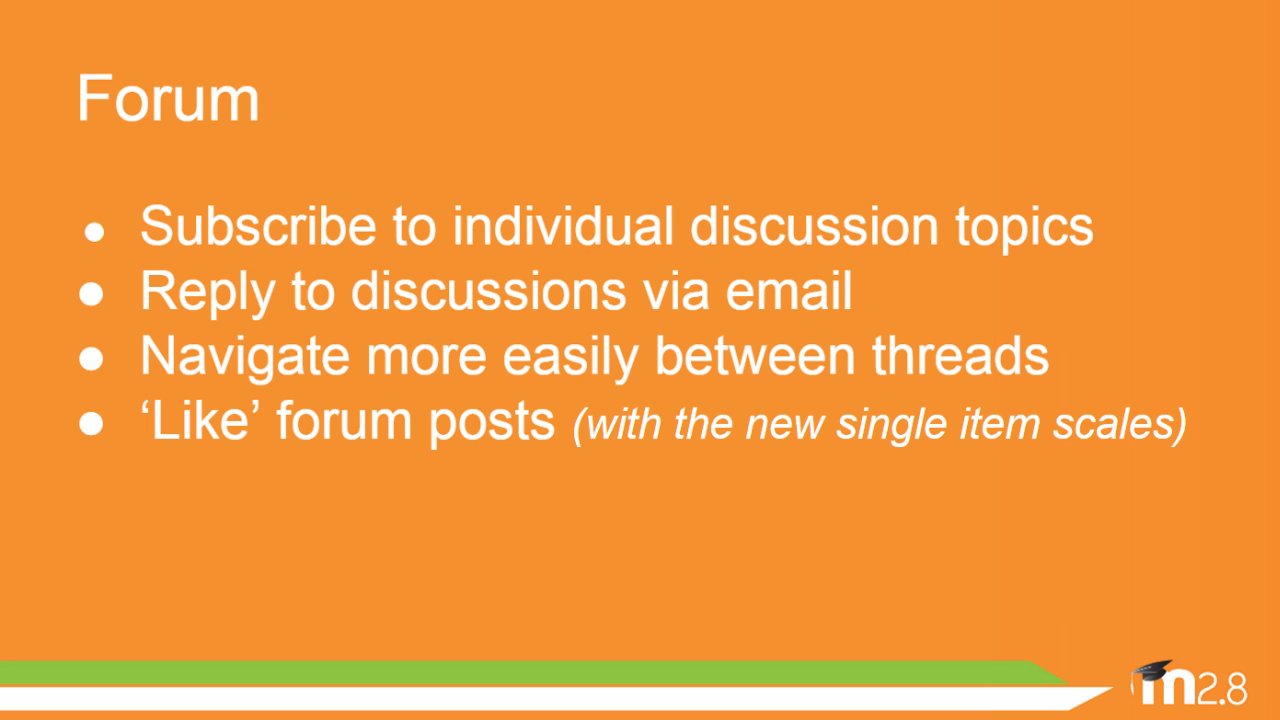 Forum
● Subscribe to individual discussion topics
● Reply to discussions via email
● Navigate more easily between threads
● ‘Like’ forum posts (with the new single item scales)
m2.8